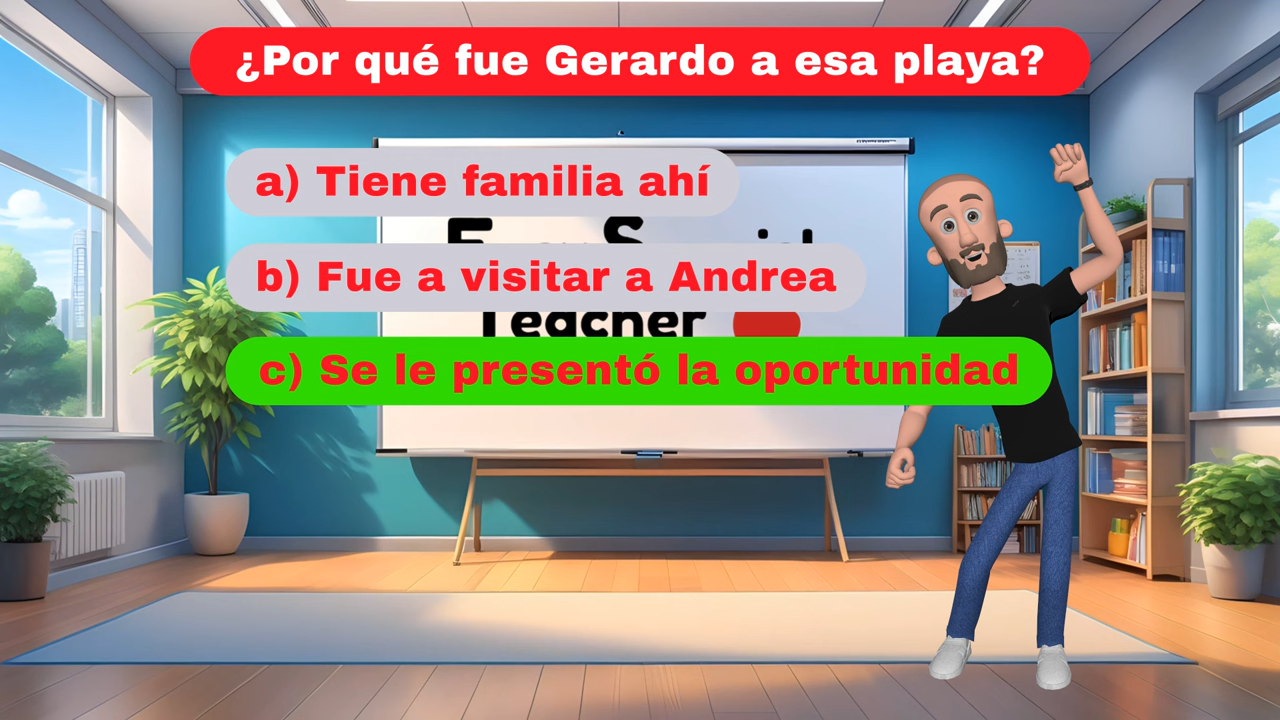 ¿Por qué fue Gerardo a esa playa?
a) Tiene familia ahí
b) Fue a visitar a Andrea
Teacher
c) Se le presentó la oportunidad